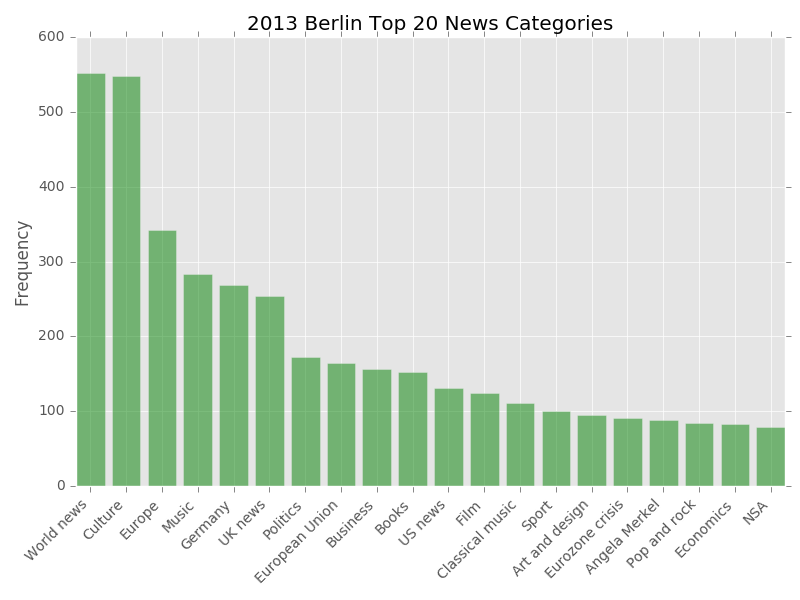 2013 Berlin Top 20 News Categories
600
500
400
300
200
100
0
Frequency
World news
Culture
Europe
Music
Germany
UK news
Politics
European Union
Business
Books
US news
Film
Classical music
Sport
Art and design
Eurozone crisis
Angela Merkel
Pop and rock
Economics
NSA